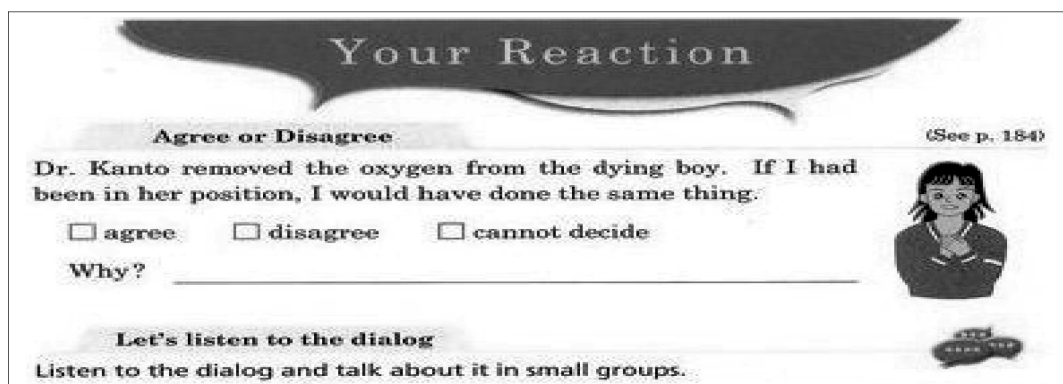 Your Reaction
Agree or Disagree
(See p. 184)
Dr. Kanto removed the oxygen from the dying boy. If I had
been in her position, I would have done the same thing.
☐ agree ☐ disagree ☐ cannot decide
Why?
Let's listen to the dialog
Listen to the dialog and talk about it in small groups.